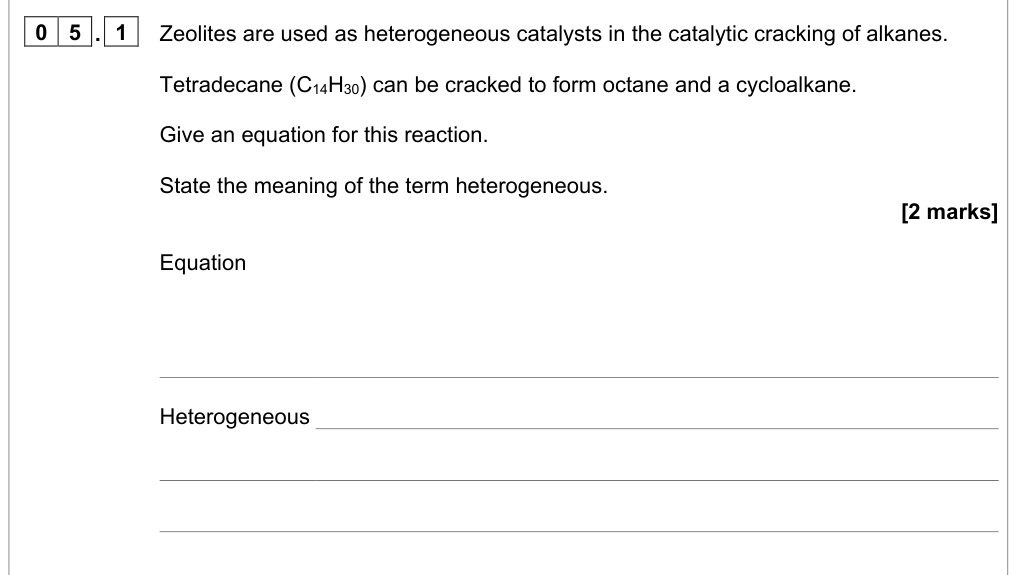 0 5 . 1 Zeolites are used as heterogeneous catalysts in the catalytic cracking of alkanes.
Tetradecane (C₁₄H₃₀) can be cracked to form octane and a cycloalkane.
Give an equation for this reaction.
State the meaning of the term heterogeneous.
[2 marks]
Equation
Heterogeneous